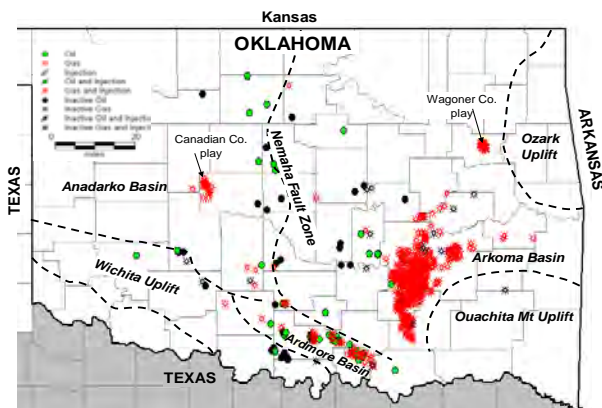 Kansas
OKLAHOMA
Oil
Gas
Injection
Oil and Injection
Gas and Injection
Inactive Oil
Inactive Gas
Inactive Oil and Injecti
Inactive Gas and Inject
20
miles
Wagoner Co.
play
Canadian Co.
play
Nemaha Fault Zone
Ozark
Uplift
ARKANSAS
TEXAS
Anadarko Basin
Wichita Uplift
Arkoma Basin
Ouachita Mt Uplift
Ardmore Basin
TEXAS